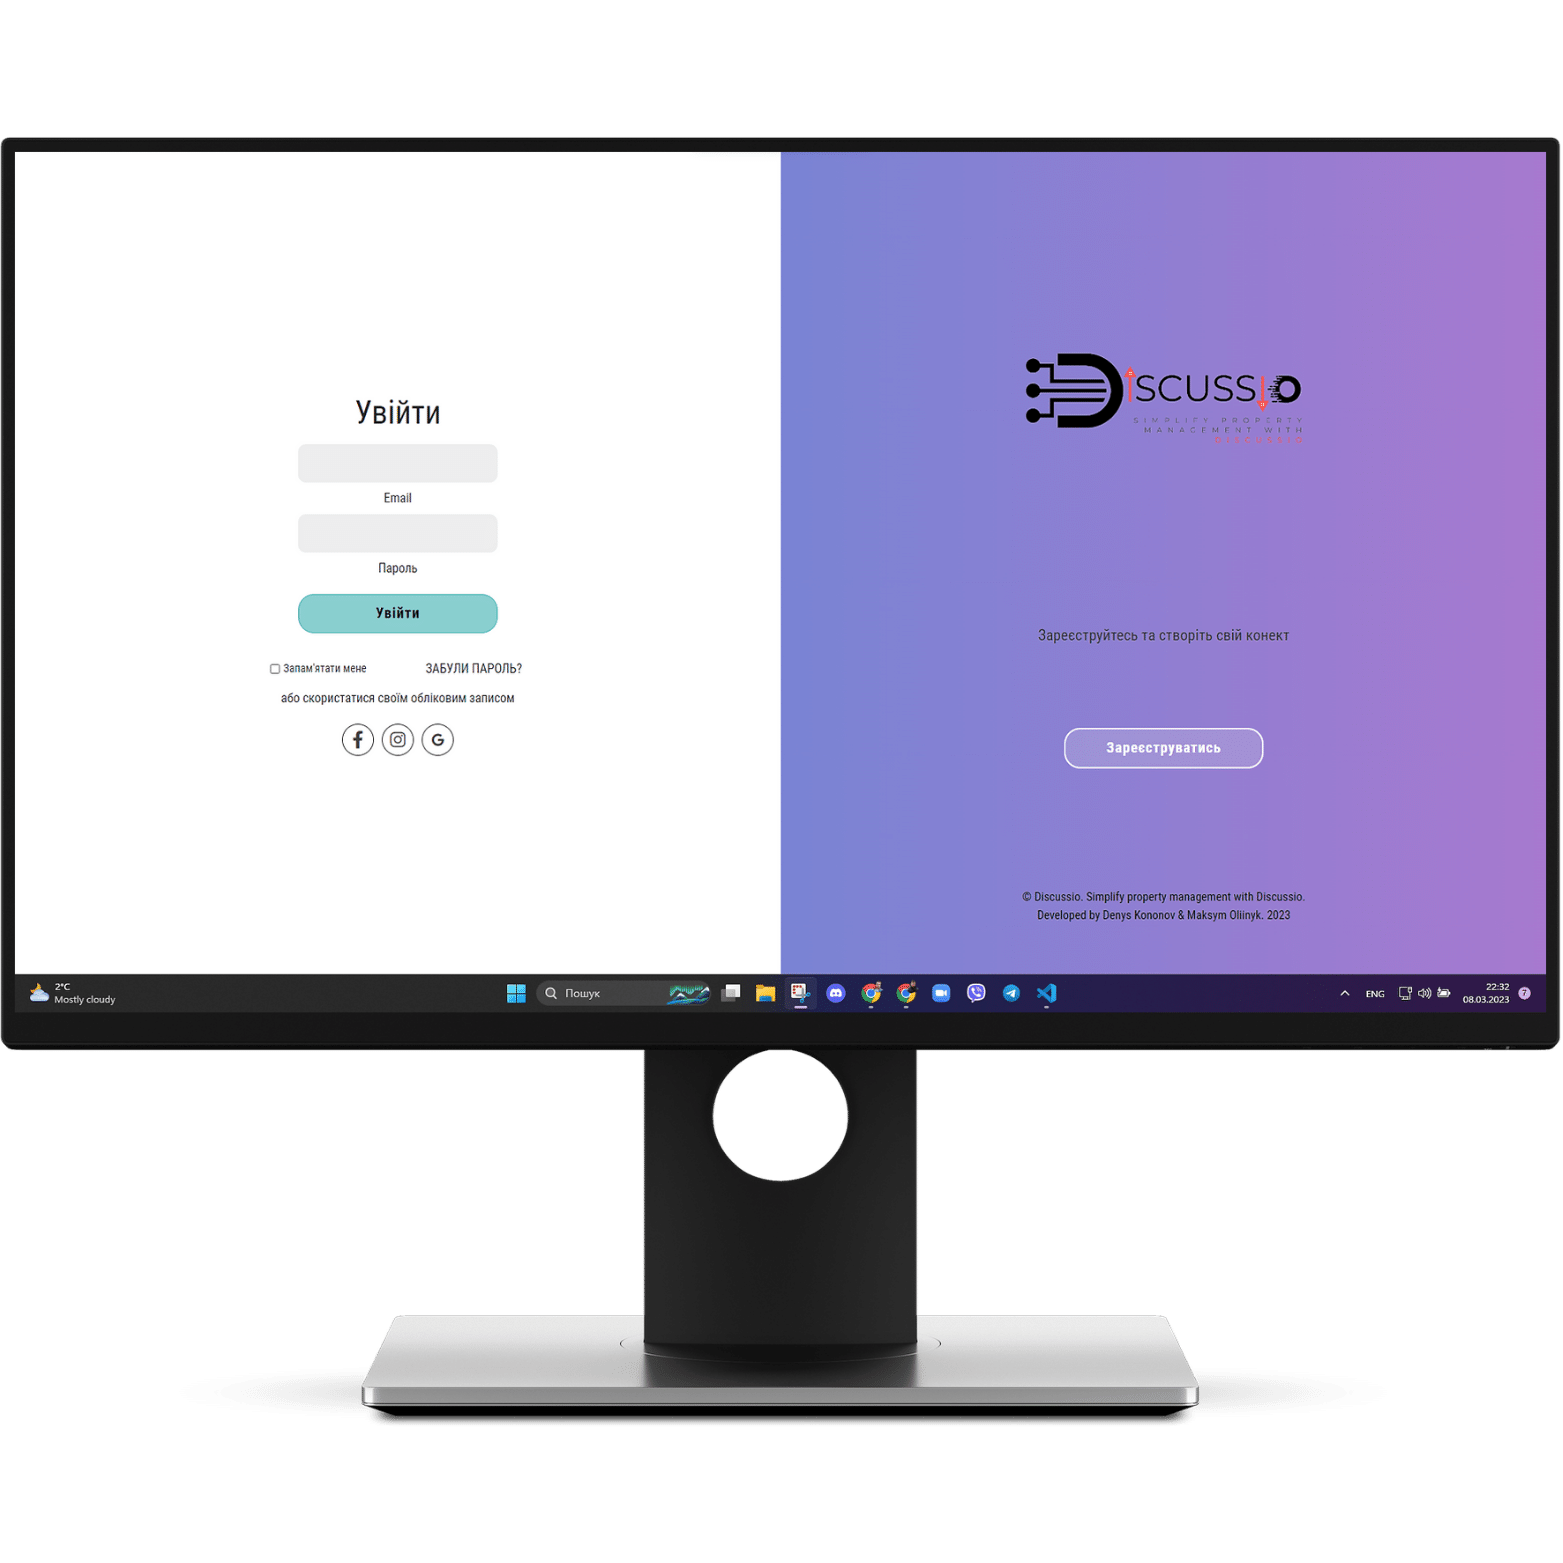 Увійти
Email
Пароль
Увійти
Запам'ятати мене
ЗАБУЛИ ПАРОЛЬ?
або скористатися своїм обліковим записом
DISCUSSIO
SIMPLIFY PROPERTY
MANAGEMENT WITH
DISCUSSIO
Зареєструйтесь та створіть свій конект
Зареєструватись
© Discussio. Simplify property management with Discussio.
Developed by Denys Kononov & Maksym Oliinyk. 2023
2°C
Mostly cloudy
Пошук
ENG
22:32
08.03.2023
7